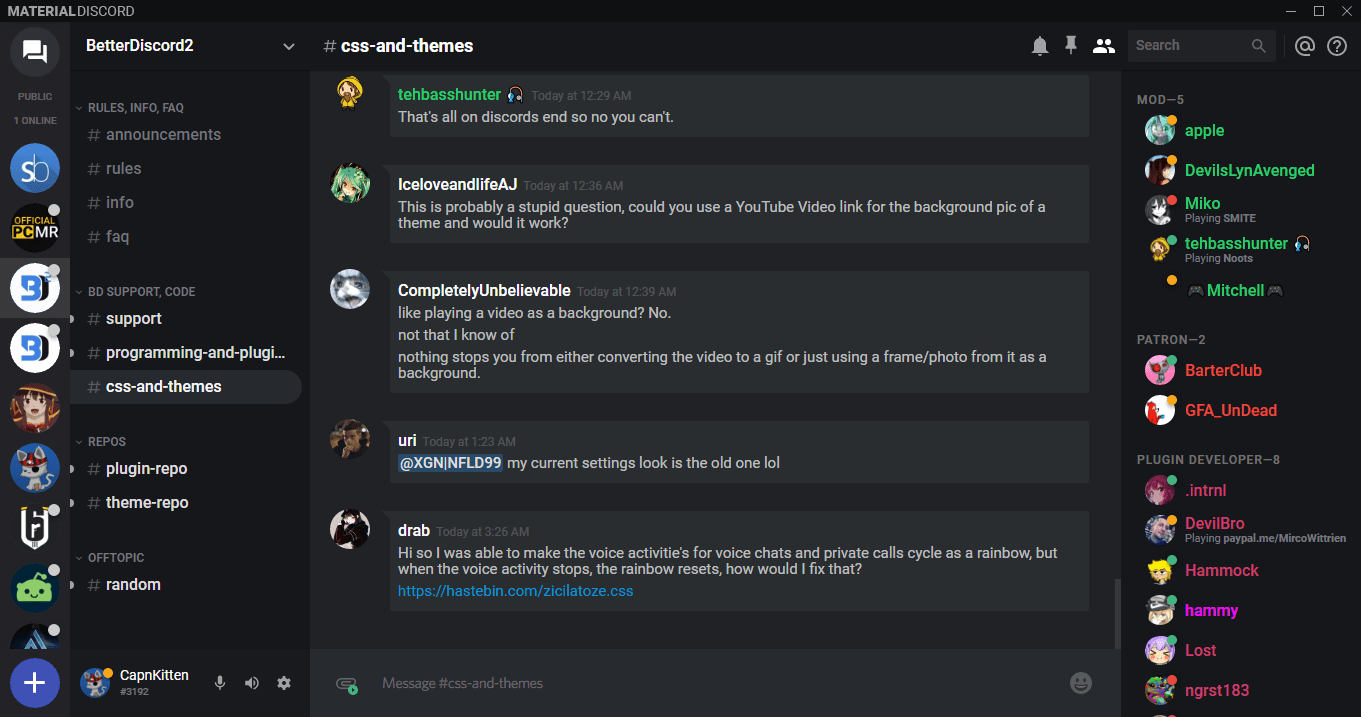 MATERIALDISCORD
PUBLIC
1 ONLINE
Sb
OFFICIAL
PCMR
BetterDiscord2
RULES, INFO, FAQ
# announcements
# rules
# info
# faq
BD SUPPORT, CODE
# support
# programming-and-plugi...
# css-and-themes
REPOS
# plugin-repo
# theme-repo
OFFTOPIC
# random
CapnKitten
#3192
# css-and-themes
Search
tehbasshunter Today at 12:29 AM
That's all on discords end so no you can't.
IceloveandlifeAJ Today at 12:36 AM
This is probably a stupid question, could you use a YouTube Video link for the background pic of a
theme and would it work?
CompletelyUnbelievable Today at 12:39 AM
like playing a video as a background? No.
not that I know of
nothing stops you from either converting the video to a gif or just using a frame/photo from it as a
background.
uri Today at 1:23 AM
@XGN|NFLD99 my current settings look is the old one lol
drab Today at 3:26 AM
Hi so I was able to make the voice activitie's for voice chats and private calls cycle as a rainbow, but
when the voice activity stops, the rainbow resets, how would I fix that?
https://hastebin.com/zicilatoze.css
Message #css-and-themes
MOD—5
apple
DevilsLynAvenged
Miko
Playing SMITE
tehbasshunter
Playing Noots
🎮Mitchell🎮
PATRON—2
BarterClub
GFA_UnDead
PLUGIN DEVELOPER—8
.intrnl
DevilBro
Playing paypal.me/MircoWittrien
Hammock
hammy
Lost
ngrst183